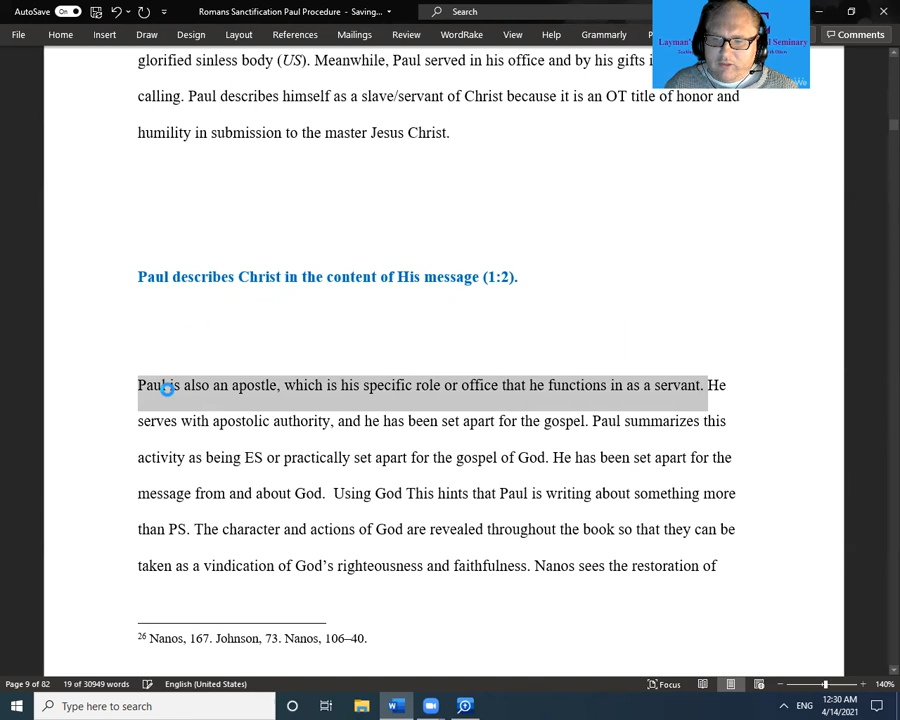 AutoSave On Romans Sanctification Paul Procedure - Saving... Search
File Home Insert Draw Design Layout References Mailings Review WordRake View Help Grammarly Comments
Layman's Seminary
glorified sinless body (US). Meanwhile, Paul served in his office and by his gifts
calling. Paul describes himself as a slave/servant of Christ because it is an OT title of honor and
humility in submission to the master Jesus Christ.
Paul describes Christ in the content of His message (1:2).
Paul is also an apostle, which is his specific role or office that he functions in as a servant. He
serves with apostolic authority, and he has been set apart for the gospel. Paul summarizes this
activity as being ES or practically set apart for the gospel of God. He has been set apart for the
message from and about God.  Using God This hints that Paul is writing about something more
than PS. The character and actions of God are revealed throughout the book so that they can be
taken as a vindication of God's righteousness and faithfulness. Nanos sees the restoration of
26 Nanos, 167. Johnson, 73. Nanos, 106–40.
Page 9 of 82 19 of 30949 words English (United States) Focus 140%
Type here to search ENG 12:30 AM
4/14/2021